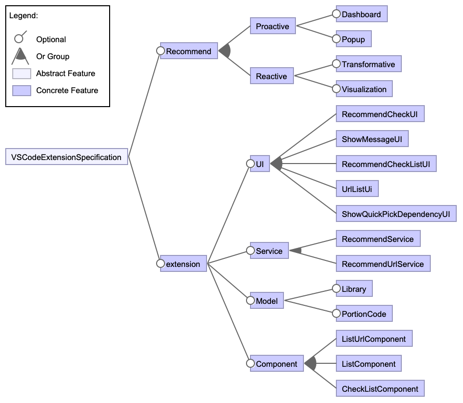 Legend:
Optional
Or Group
Abstract Feature
Concrete Feature
VSCodeExtensionSpecification
Recommend
Proactive
Dashboard
Popup
Reactive
Transformative
Visualization
extension
UI
RecommendCheckUI
ShowMessageUI
RecommendCheckListUI
UrlListUi
ShowQuickPickDependencyUI
Service
RecommendService
RecommendUrlService
Model
Library
PortionCode
Component
ListUrlComponent
ListComponent
CheckListComponent